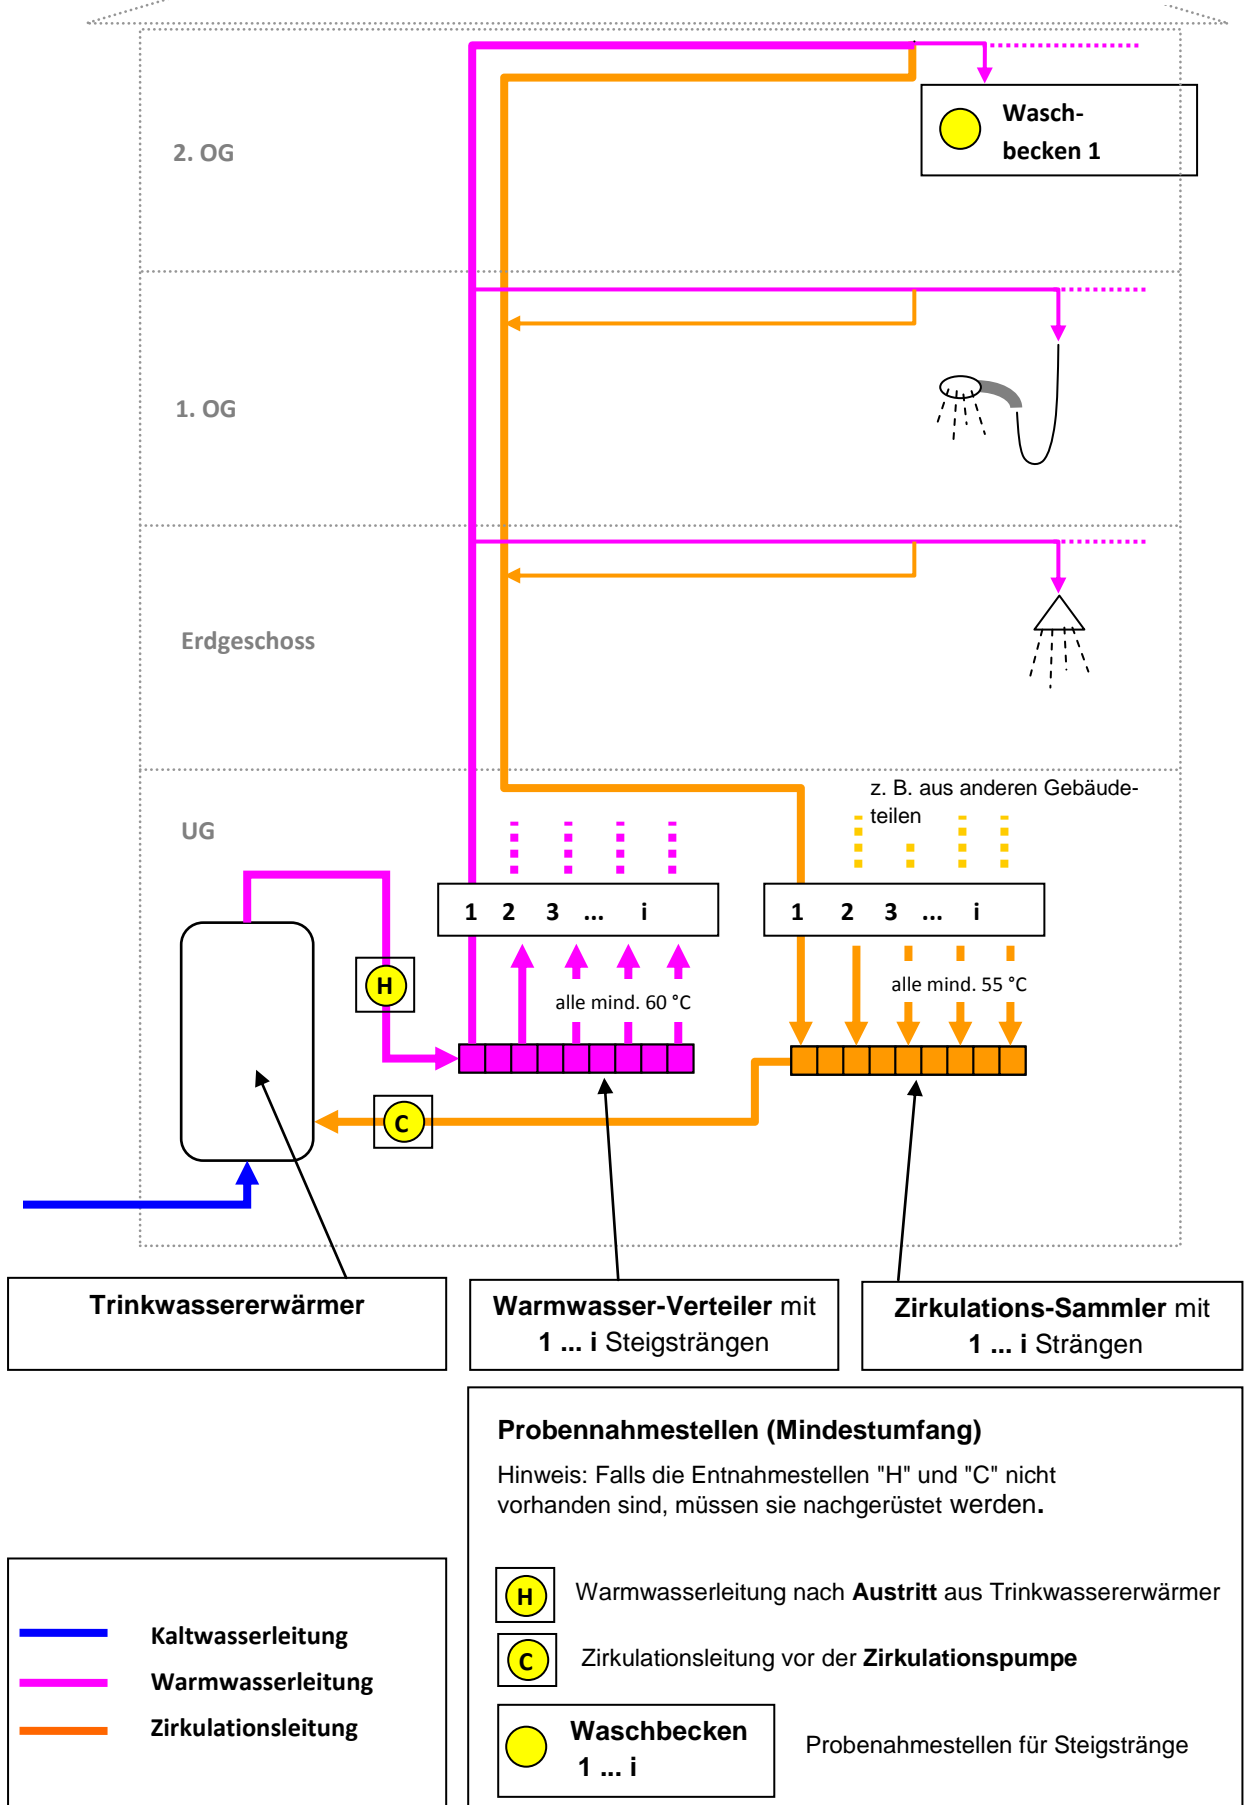 Wasch-
becken 1
2. OG
1. OG
Erdgeschoss
z. B. aus anderen Gebäude-
teilen
UG
1 2 3 ... i
1 2 3 ... i
H
alle mind. 60 °C
alle mind. 55 °C
C
Trinkwassererwärmer
Warmwasser-Verteiler mit
1 ... i Steigsträngen
Zirkulations-Sammler mit
1 ... i Strängen
Probennahmestellen (Mindestumfang)
Hinweis: Falls die Entnahmestellen "H" und "C" nicht
vorhanden sind, müssen sie nachgerüstet werden.
H Warmwasserleitung nach Austritt aus Trinkwassererwärmer
C Zirkulationsleitung vor der Zirkulationspumpe
Waschbecken
1 ... i
Probenahmestellen für Steigstränge
Kaltwasserleitung
Warmwasserleitung
Zirkulationsleitung